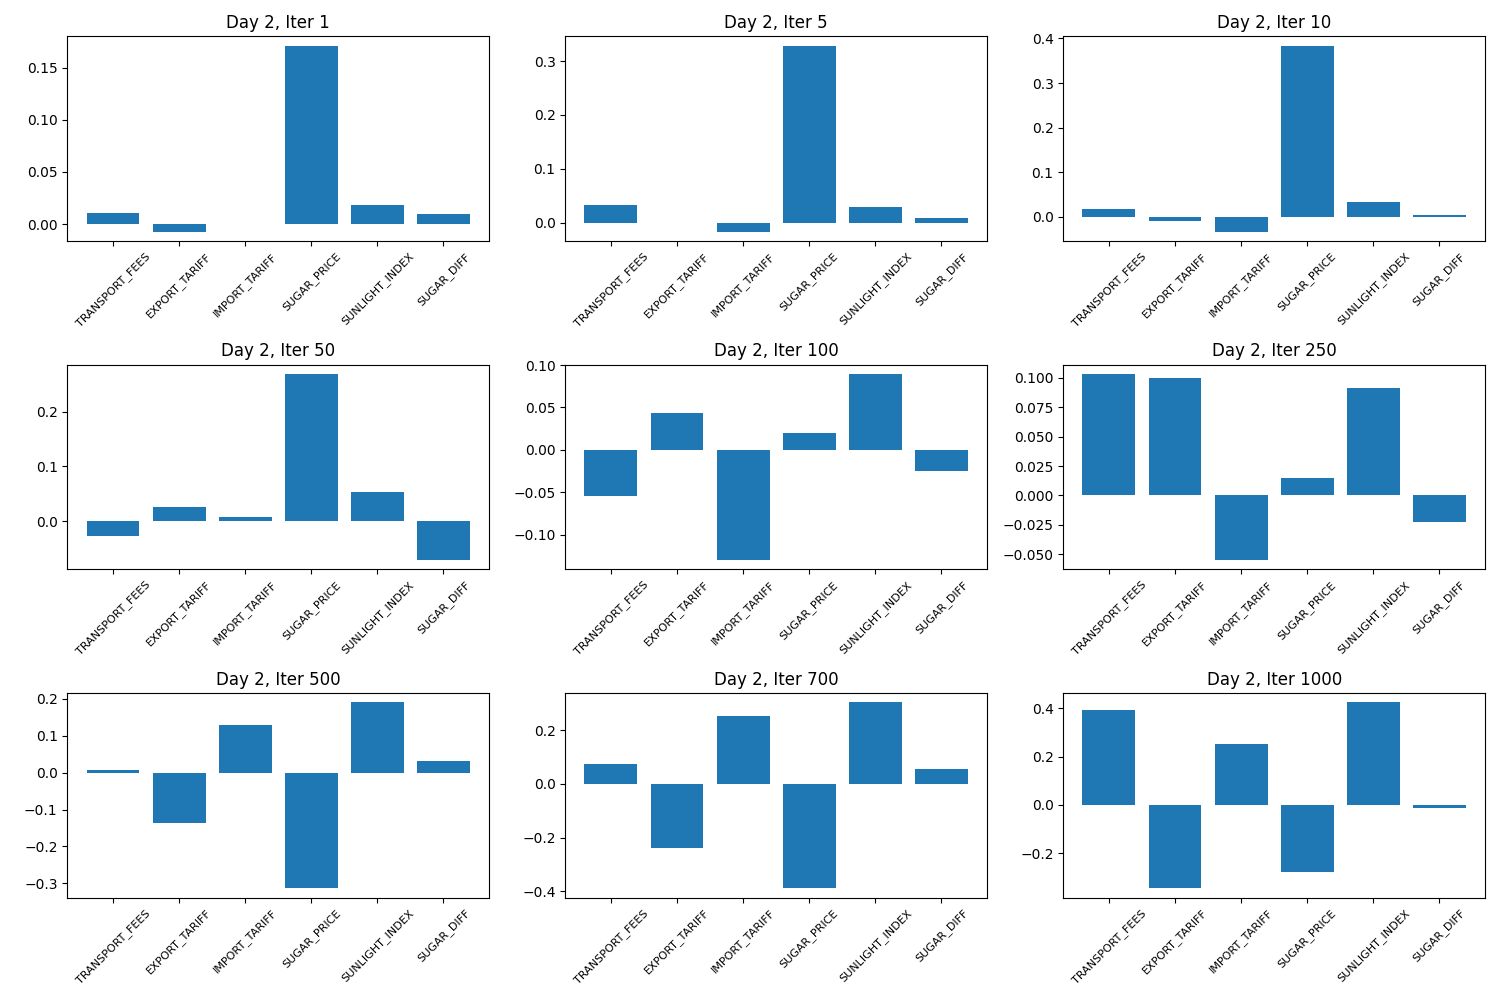 Day 2, Iter 1
0.15
0.10
0.05
0.00
TRANSPORT_FEES
EXPORT_TARIFF
IMPORT_TARIFF
SUGAR_PRICE
SUNLIGHT_INDEX
SUGAR_DIFF
Day 2, Iter 5
0.3
0.2
0.1
0.0
TRANSPORT_FEES
EXPORT_TARIFF
IMPORT_TARIFF
SUGAR_PRICE
SUNLIGHT_INDEX
SUGAR_DIFF
Day 2, Iter 10
0.4
0.3
0.2
0.1
0.0
TRANSPORT_FEES
EXPORT_TARIFF
IMPORT_TARIFF
SUGAR_PRICE
SUNLIGHT_INDEX
SUGAR_DIFF
Day 2, Iter 50
0.2
0.1
0.0
TRANSPORT_FEES
EXPORT_TARIFF
IMPORT_TARIFF
SUGAR_PRICE
SUNLIGHT_INDEX
SUGAR_DIFF
Day 2, Iter 100
0.10
0.05
0.00
−0.05
−0.10
TRANSPORT_FEES
EXPORT_TARIFF
IMPORT_TARIFF
SUGAR_PRICE
SUNLIGHT_INDEX
SUGAR_DIFF
Day 2, Iter 250
0.100
0.075
0.050
0.025
0.000
−0.025
−0.050
TRANSPORT_FEES
EXPORT_TARIFF
IMPORT_TARIFF
SUGAR_PRICE
SUNLIGHT_INDEX
SUGAR_DIFF
Day 2, Iter 500
0.2
0.1
0.0
−0.1
−0.2
−0.3
TRANSPORT_FEES
EXPORT_TARIFF
IMPORT_TARIFF
SUGAR_PRICE
SUNLIGHT_INDEX
SUGAR_DIFF
Day 2, Iter 700
0.2
0.0
−0.2
−0.4
TRANSPORT_FEES
EXPORT_TARIFF
IMPORT_TARIFF
SUGAR_PRICE
SUNLIGHT_INDEX
SUGAR_DIFF
Day 2, Iter 1000
0.4
0.2
0.0
−0.2
TRANSPORT_FEES
EXPORT_TARIFF
IMPORT_TARIFF
SUGAR_PRICE
SUNLIGHT_INDEX
SUGAR_DIFF